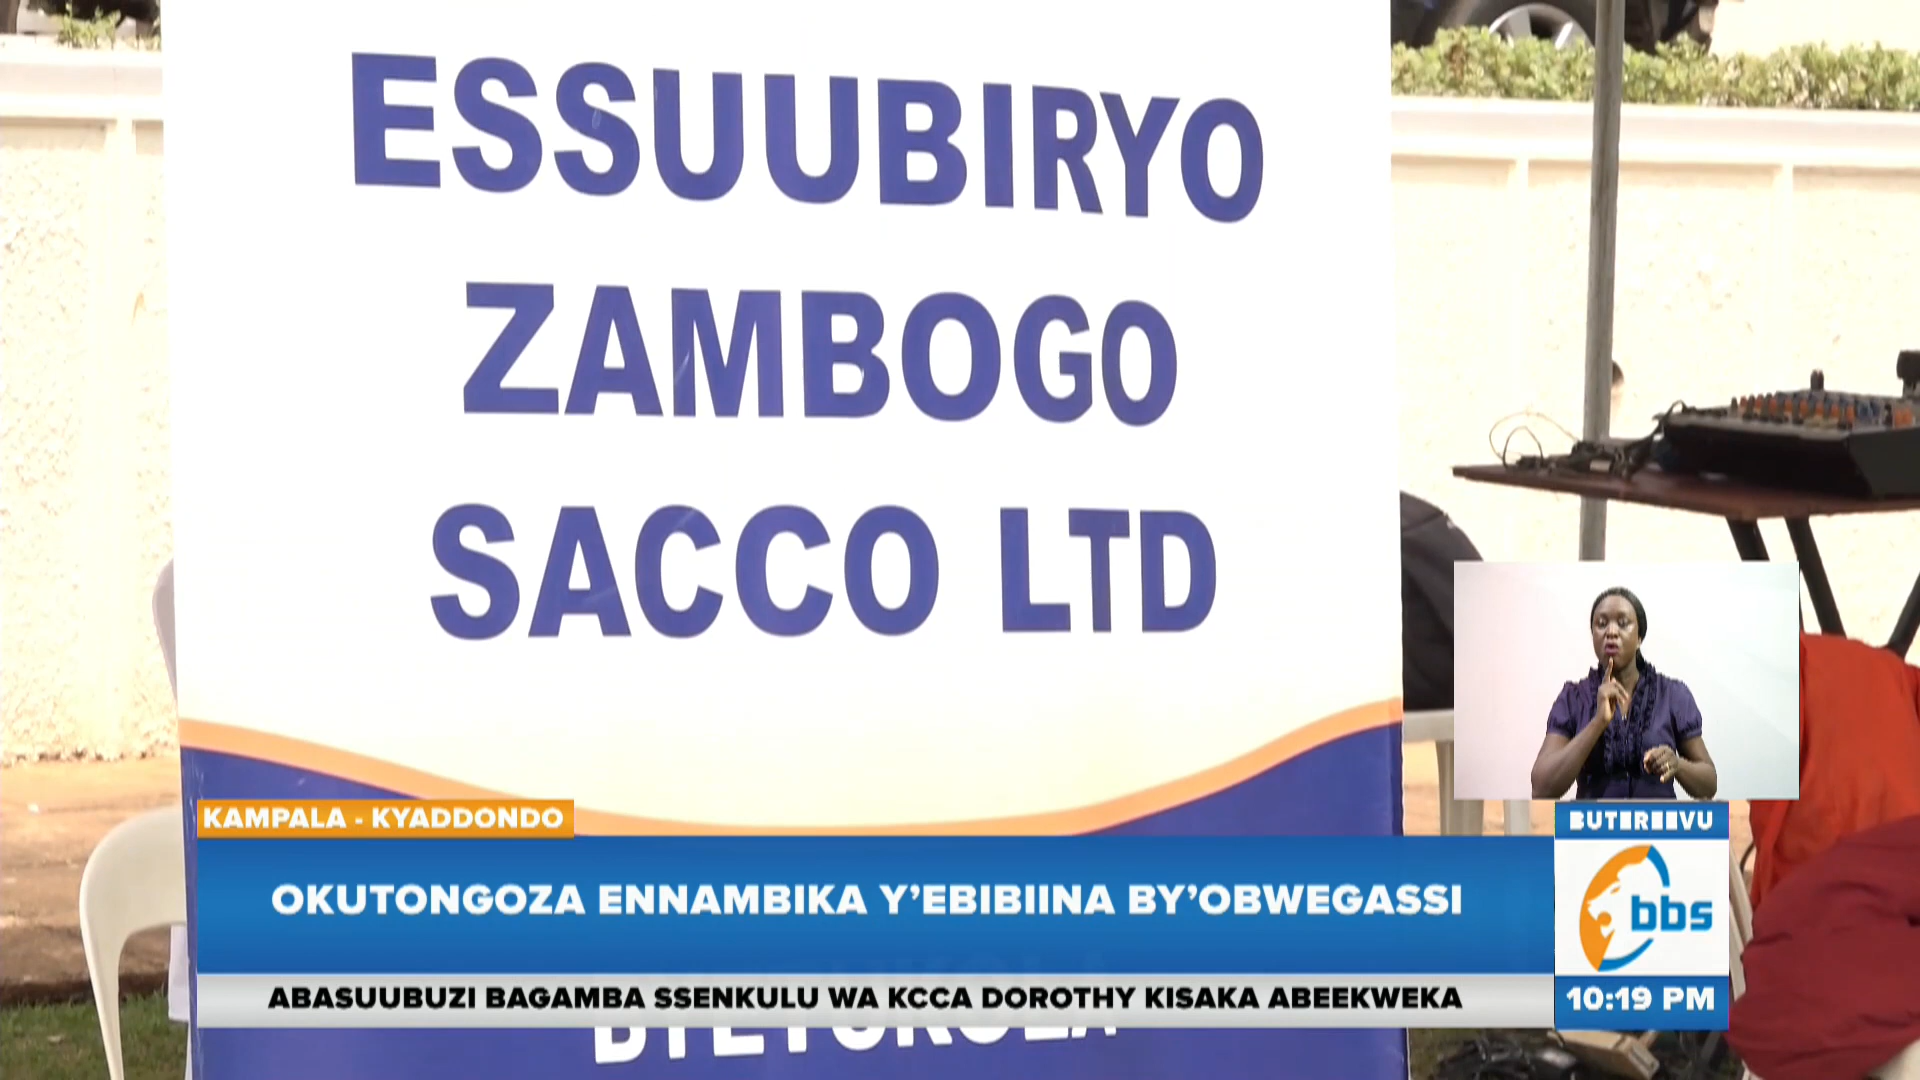 ESSUUBIRYO
ZAMBOGO
SACCO LTD
KAMPALA - KYADDONDO
OKUTONGOZA ENNAMBIKA Y'EBIBIINA BY'OBWEGASSI
ABASUUBUZI BAGAMBA SSENKULU WA KCCA DOROTHY KISAKA ABEEKWEKA
BUTEREEVU
bbs
10:19 PM